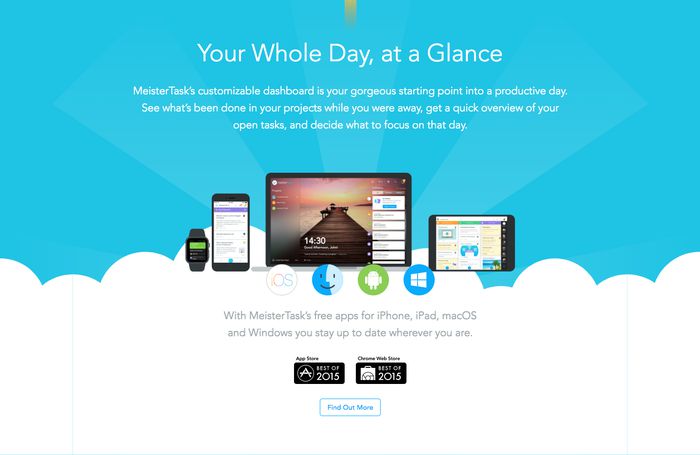 Your Whole Day, at a Glance
MeisterTask's customizable dashboard is your gorgeous starting point into a productive day.
See what's been done in your projects while you were away, get a quick overview of your
open tasks, and decide what to focus on that day.
14:30
Good Afternoon, John!
iOS
With MeisterTask's free apps for iPhone, iPad, macOS
and Windows you stay up to date wherever you are.
App Store
BEST OF
2015
Chrome Web Store
BEST OF
2015
Find Out More